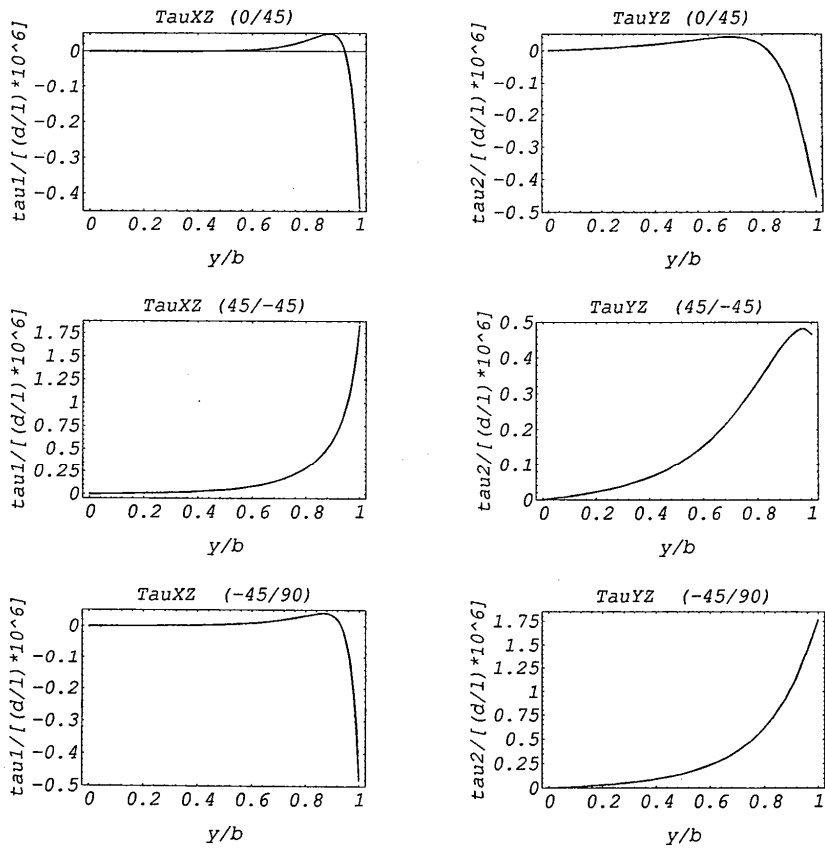 TauXZ (0/45)
tau1/[(d/l)*10^6]
0
-0.1
-0.2
-0.3
-0.4
0 0.2 0.4 0.6 0.8 1
y/b
TauYZ (0/45)
tau2/[(d/l)*10^6]
0
-0.1
-0.2
-0.3
-0.4
-0.5
0 0.2 0.4 0.6 0.8 1
y/b
TauXZ (45/-45)
tau1/[(d/l)*10^6]
1.75
1.5
1.25
1
0.75
0.5
0.25
0
0 0.2 0.4 0.6 0.8 1
y/b
TauYZ (45/-45)
tau2/[(d/l)*10^6]
0.5
0.4
0.3
0.2
0.1
0
0 0.2 0.4 0.6 0.8 1
y/b
TauXZ (-45/90)
tau1/[(d/l)*10^6]
0
-0.1
-0.2
-0.3
-0.4
-0.5
0 0.2 0.4 0.6 0.8 1
y/b
TauYZ (-45/90)
tau2/[(d/l)*10^6]
1.75
1.5
1.25
1
0.75
0.5
0.25
0
0 0.2 0.4 0.6 0.8 1
y/b